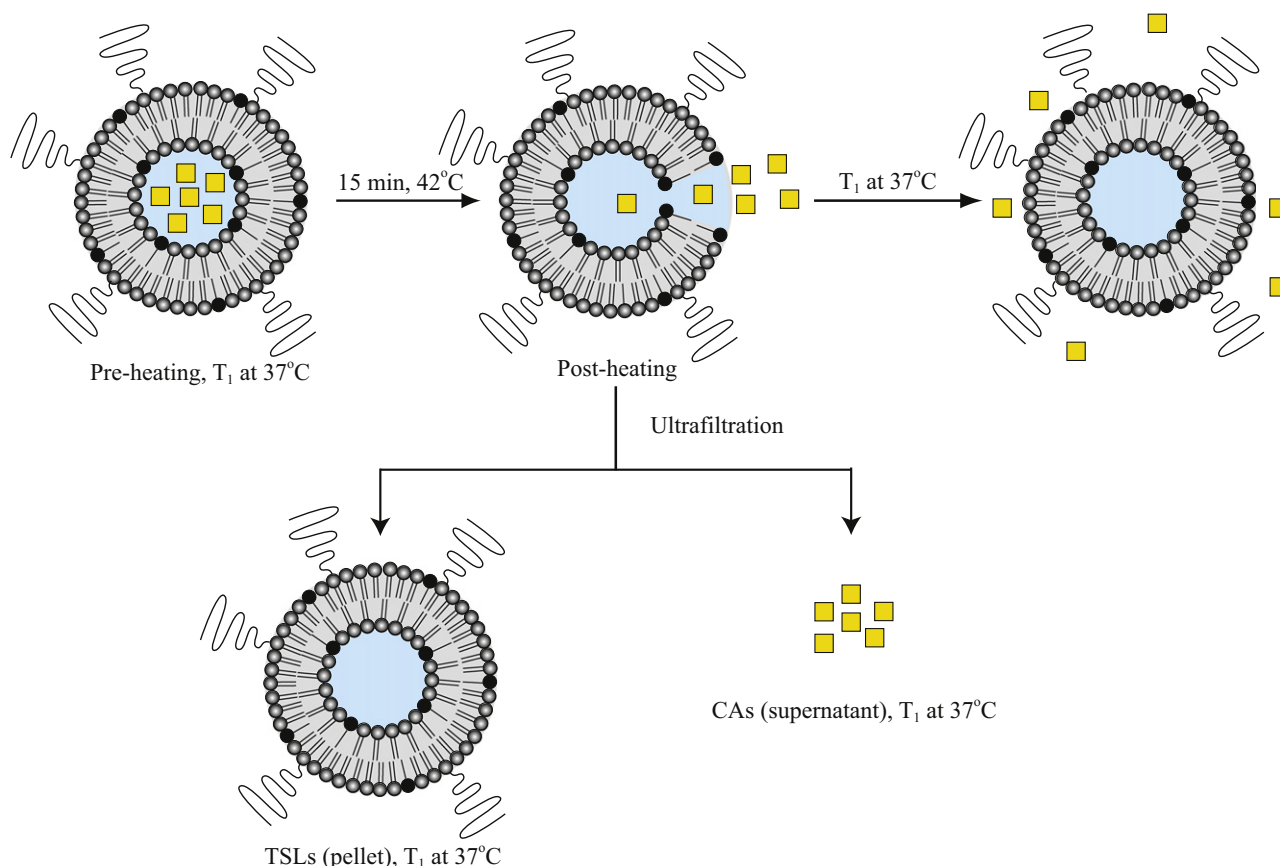 15 min, 42°C
T₁ at 37°C
Pre-heating, T₁ at 37°C
Post-heating
Ultrafiltration
CAs (supernatant), T₁ at 37°C
TSLs (pellet), T₁ at 37°C